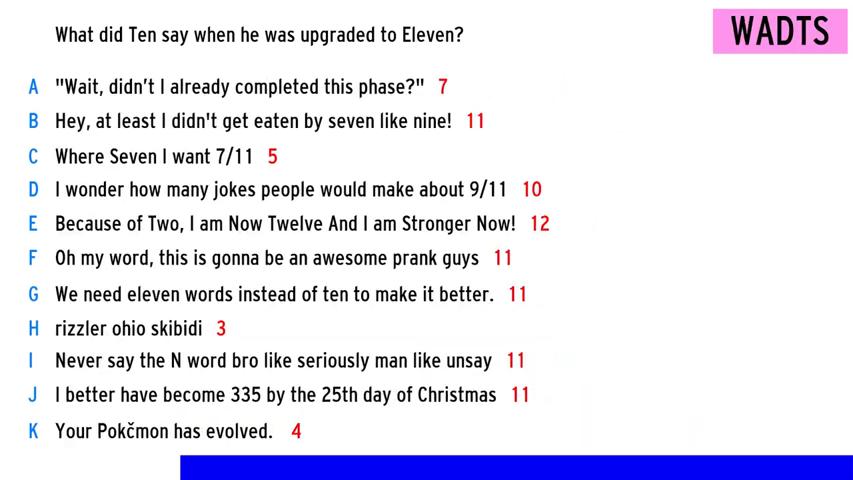 What did Ten say when he was upgraded to Eleven?
WADTS
A "Wait, didn't I already completed this phase?" 7
B Hey, at least I didn't get eaten by seven like nine! 11
C Where Seven I want 7/11 5
D I wonder how many jokes people would make about 9/11 10
E Because of Two, I am Now Twelve And I am Stronger Now! 12
F Oh my word, this is gonna be an awesome prank guys 11
G We need eleven words instead of ten to make it better. 11
H rizzler ohio skibidi 3
I Never say the N word bro like seriously man like unsay 11
J I better have become 335 by the 25th day of Christmas 11
K Your Pokčmon has evolved. 4